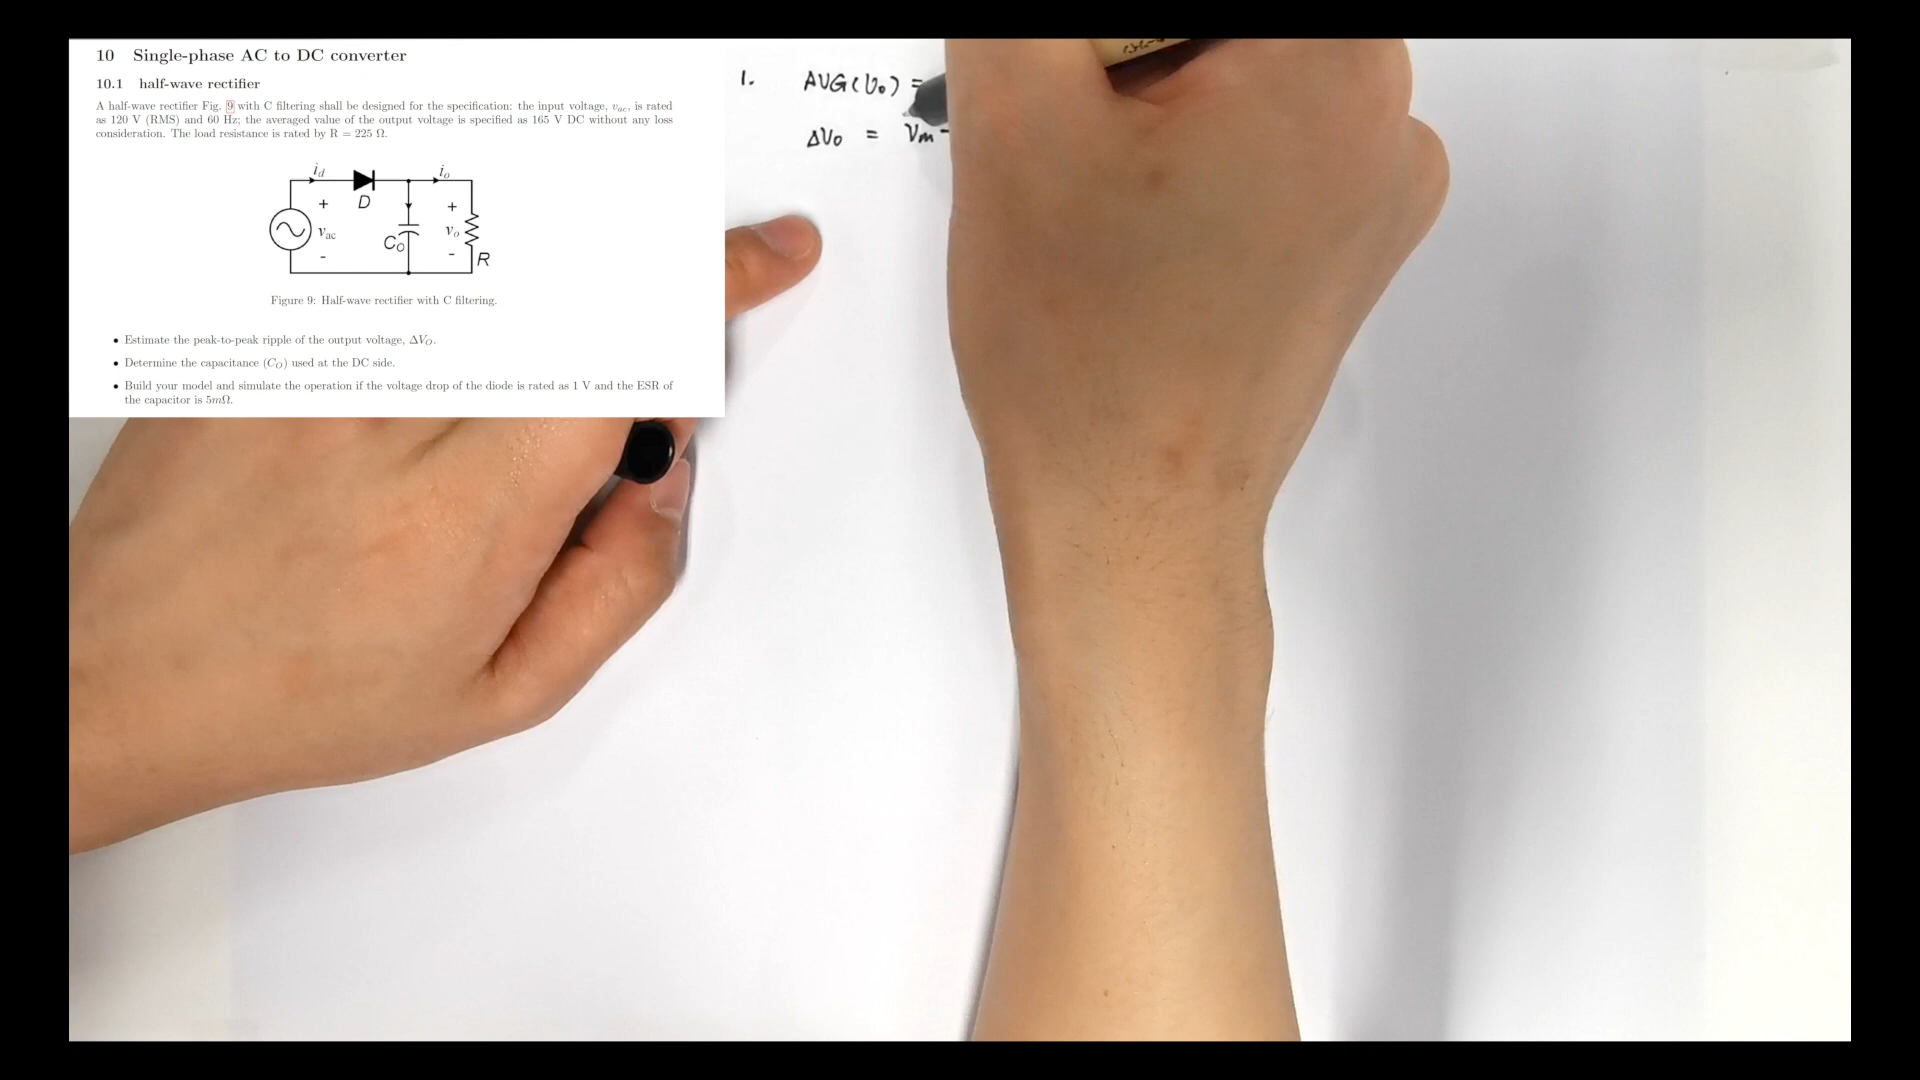 10 Single-phase AC to DC converter
10.1 half-wave rectifier
A half-wave rectifier Fig. 9 with C filtering shall be designed for the specification: the input voltage, vac, is rated
as 120 V (RMS) and 60 Hz; the averaged value of the output voltage is specified as 165 V DC without any loss
consideration. The load resistance is rated by R = 225 Ω.
id
io
+ D +
vac Co vo R
- -
Figure 9: Half-wave rectifier with C filtering.
• Estimate the peak-to-peak ripple of the output voltage, ΔVO.
• Determine the capacitance (CO) used at the DC side.
• Build your model and simulate the operation if the voltage drop of the diode is rated as 1 V and the ESR of
the capacitor is 5mΩ.
1. AVG(Vo) =
ΔVo = Vm -